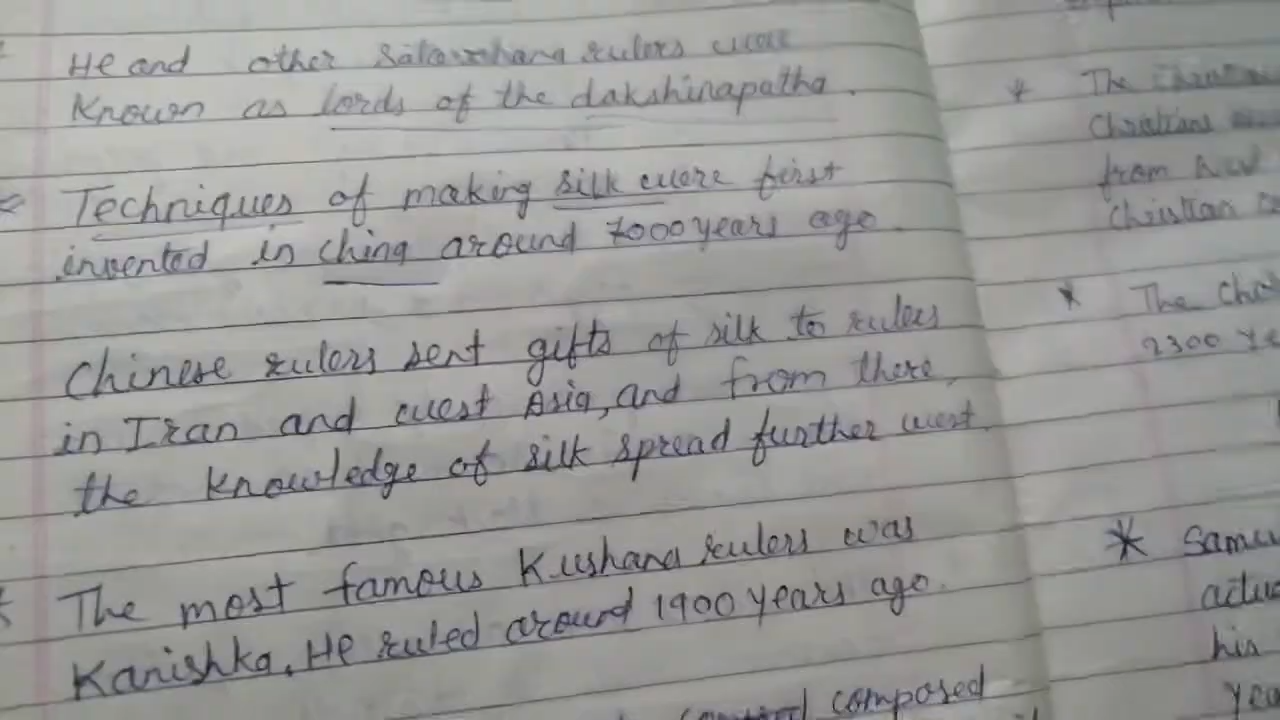 He and other Satavahana rulers were
Known as lords of the dakshinapatha.
Techniques of making silk were first
invented in China around 7000 years ago.
Chinese rulers sent gifts of silk to rulers
in Iran and west Asia, and from there
the knowledge of silk spread further west.
The most famous Kushana rulers was
Kanishka. He ruled around 1900 years ago.
composed
* The
Christians
from
Christian
* The
2300
* Samu
actu
his
yea